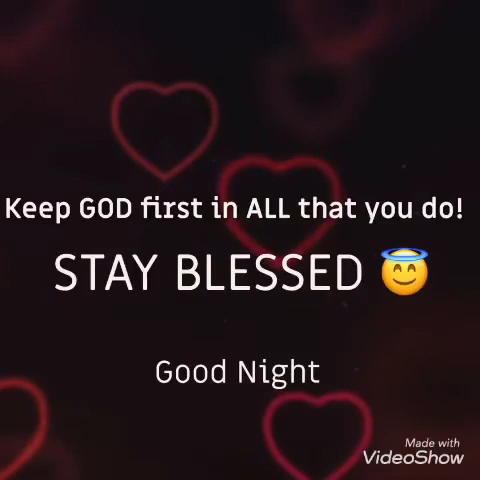 Keep GOD first in ALL that you do!
STAY BLESSED 😇
Good Night
Made with
VideoShow